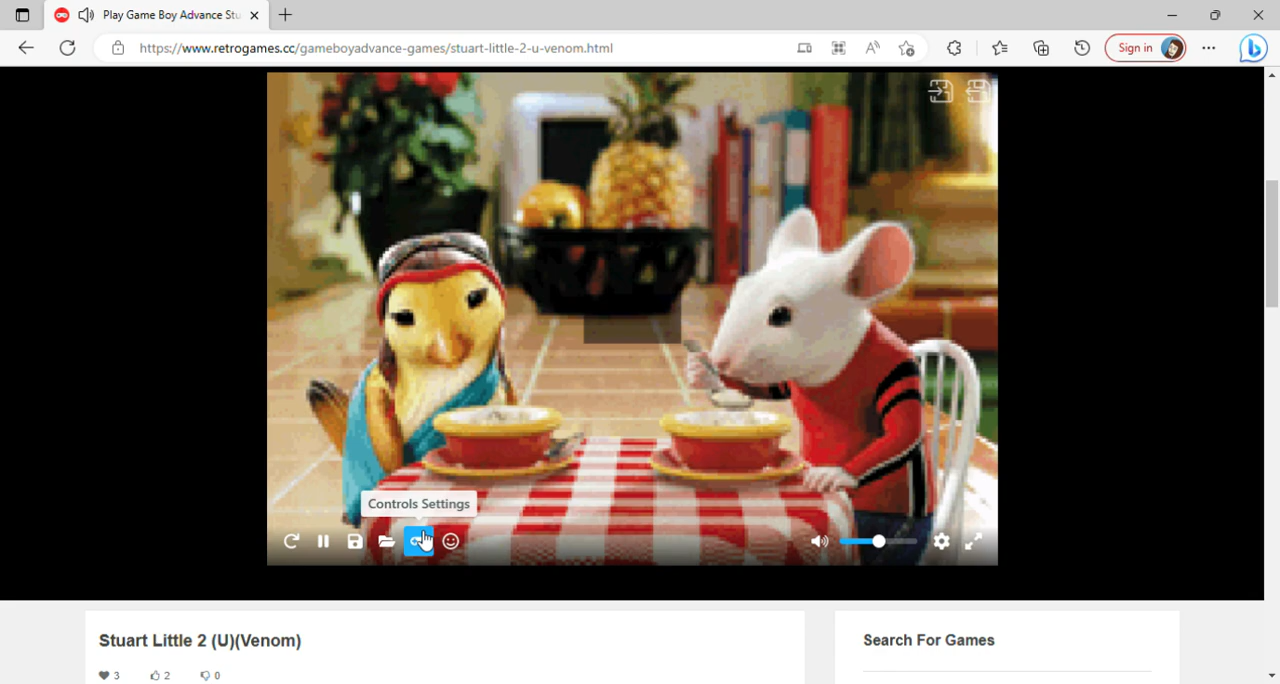 Play Game Boy Advance Stu
https://www.retrogames.cc/gameboyadvance-games/stuart-little-2-u-venom.html
Sign in
Controls Settings
Stuart Little 2 (U)(Venom)
3 2 0
Search For Games